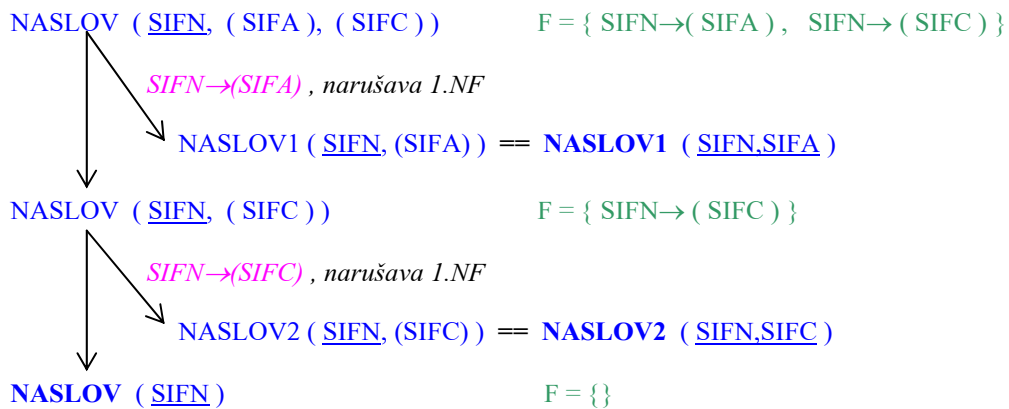 NASLOV ( SIFN, ( SIFA ), ( SIFC ) ) F = { SIFN→( SIFA ) , SIFN→ ( SIFC ) }
SIFN→(SIFA) , narušava 1.NF
NASLOV1 ( SIFN, (SIFA) ) == NASLOV1 ( SIFN,SIFA )
NASLOV ( SIFN, ( SIFC ) ) F = { SIFN→ ( SIFC ) }
SIFN→(SIFC) , narušava 1.NF
NASLOV2 ( SIFN, (SIFC) ) == NASLOV2 ( SIFN,SIFC )
NASLOV ( SIFN ) F = {}